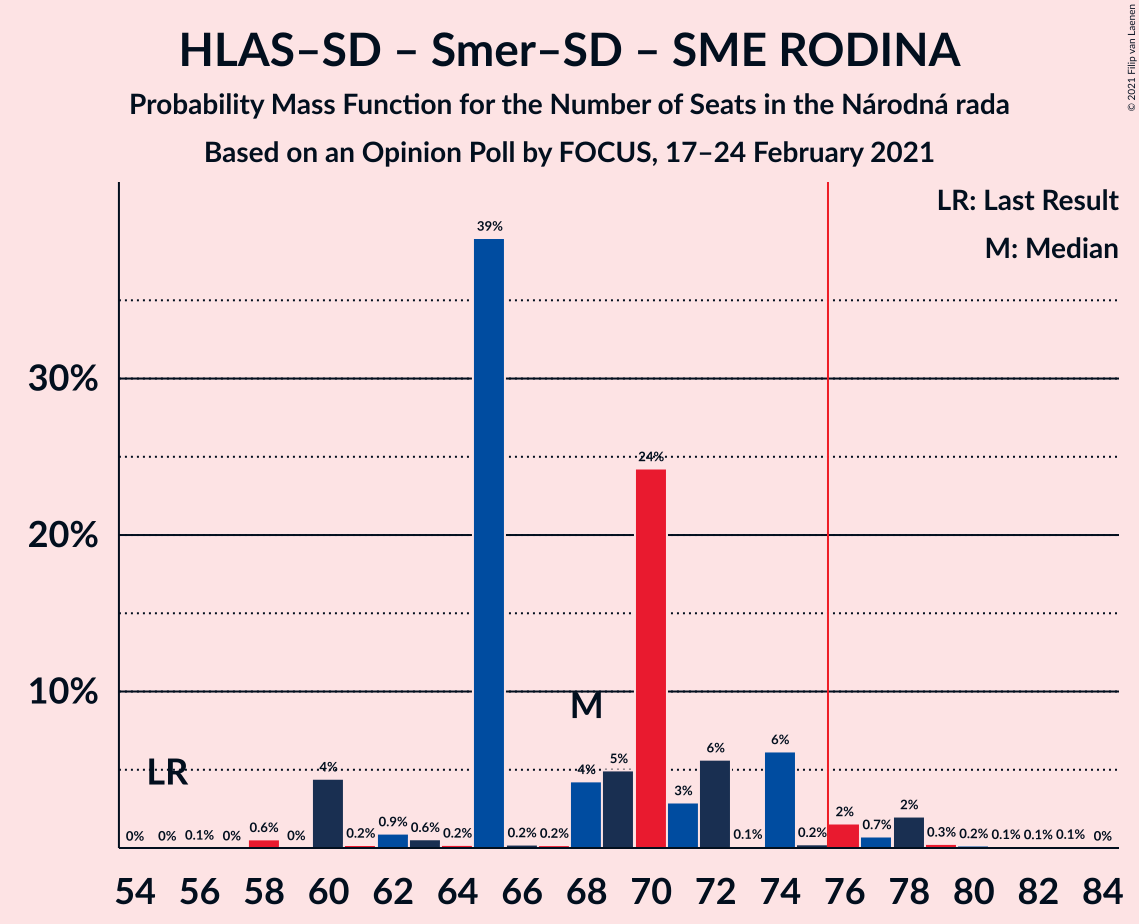 HLAS–SD – Smer–SD – SME RODINA
Probability Mass Function for the Number of Seats in the Národná rada
Based on an Opinion Poll by FOCUS, 17–24 February 2021
© 2021 Filip van Laenen
LR: Last Result
M: Median
39%
30%
24%
20%
10%
M
LR
0% 0% 0.1% 0% 0.6% 0% 4% 0.2% 0.9% 0.6% 0.2% 0.2% 0.2% 4% 5% 3% 6% 0.1% 6% 0.2% 2% 0.7% 2% 0.3% 0.2% 0.1% 0.1% 0.1% 0%
54 56 58 60 62 64 66 68 70 72 74 76 78 80 82 84